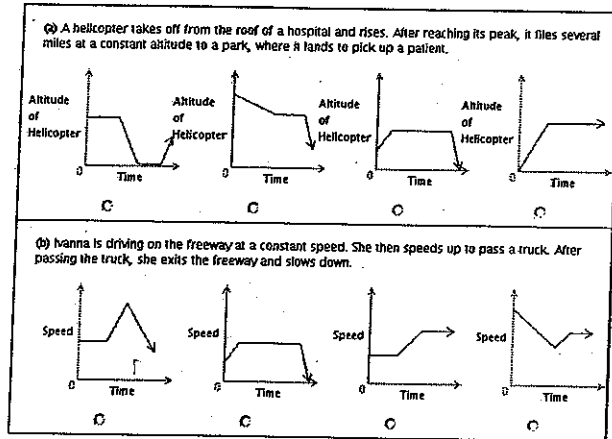 (a) A helicopter takes off from the roof of a hospital and rises. After reaching its peak, it flies several
miles at a constant altitude to a park, where it lands to pick up a patient.
Altitude
of
Helicopter
0
Time
Altitude
of
Helicopter
0
Time
Altitude
of
Helicopter
0
Time
Altitude
of
Helicopter
0
Time
(b) Ivanna is driving on the freeway at a constant speed. She then speeds up to pass a truck. After
passing the truck, she exits the freeway and slows down.
Speed
0
Time
Speed
0
Time
Speed
0
Time
Speed
0
Time